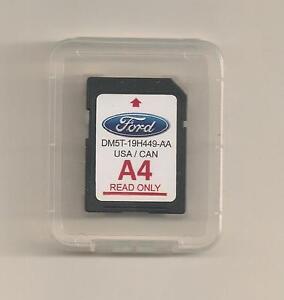 Ford
DM5T-19H449-AA
USA / CAN
A4
READ ONLY